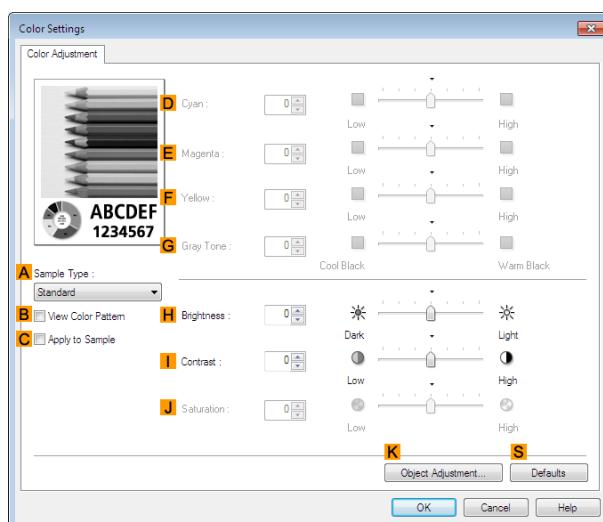 Color Settings
Color Adjustment
D Cyan : 0
Low High
E Magenta : 0
Low High
F Yellow : 0
Low High
ABCDEF
1234567
G Gray Tone : 0
Cool Black Warm Black
A Sample Type :
Standard
B View Color Pattern
C Apply to Sample
H Brightness : 0
Dark Light
I Contrast : 0
Low High
J Saturation : 0
Low High
K S
Object Adjustment... Defaults
OK Cancel Help